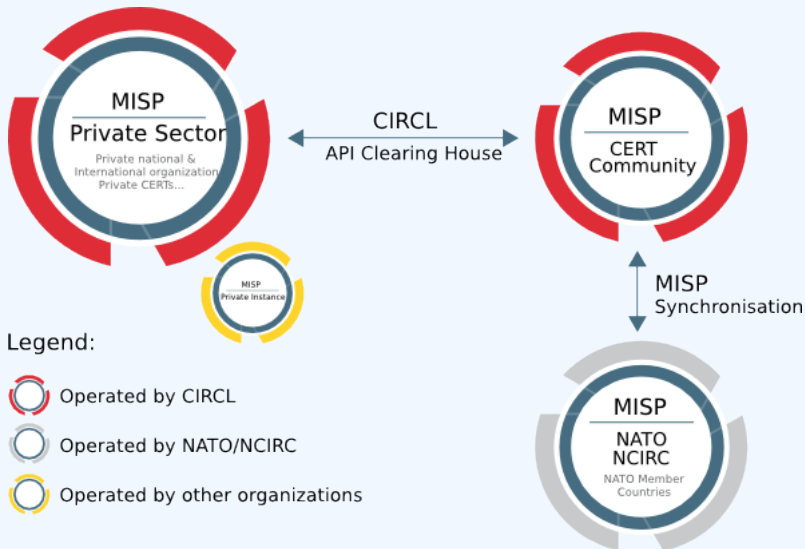 MISP
Private Sector
Private national &
International organization
Private CERTs...
CIRCL
API Clearing House
MISP
CERT
Community
MISP
Private Instance
MISP
Synchronisation
Legend:
Operated by CIRCL
Operated by NATO/NCIRC
Operated by other organizations
MISP
NATO
NCIRC
NATO Member
Countries